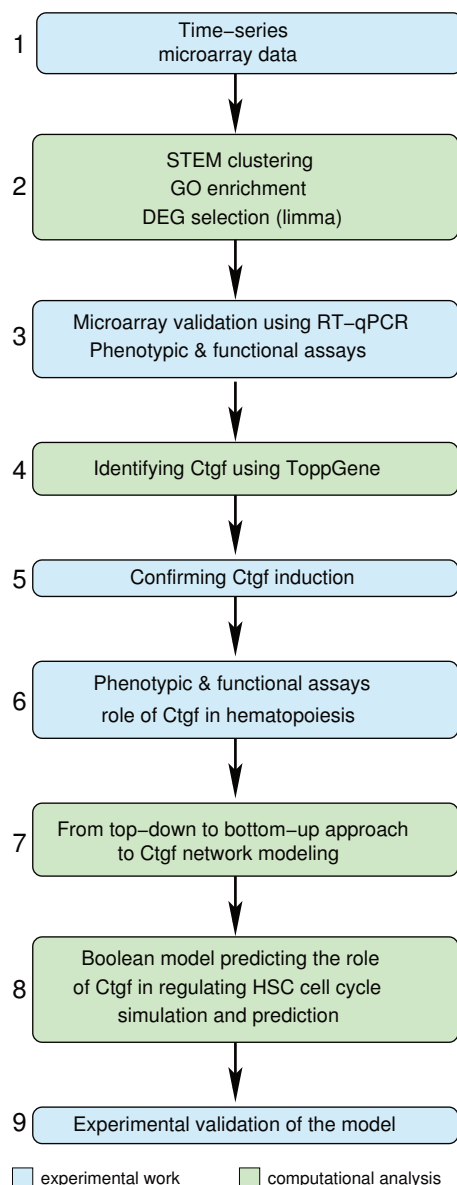 1
Time−series
microarray data
2
STEM clustering
GO enrichment
DEG selection (limma)
3
Microarray validation using RT−qPCR
Phenotypic & functional assays
4
Identifying Ctgf using ToppGene
5
Confirming Ctgf induction
6
Phenotypic & functional assays
role of Ctgf in hematopoiesis
7
From top−down to bottom−up approach
to Ctgf network modeling
8
Boolean model predicting the role
of Ctgf in regulating HSC cell cycle
simulation and prediction
9
Experimental validation of the model
experimental work
computational analysis